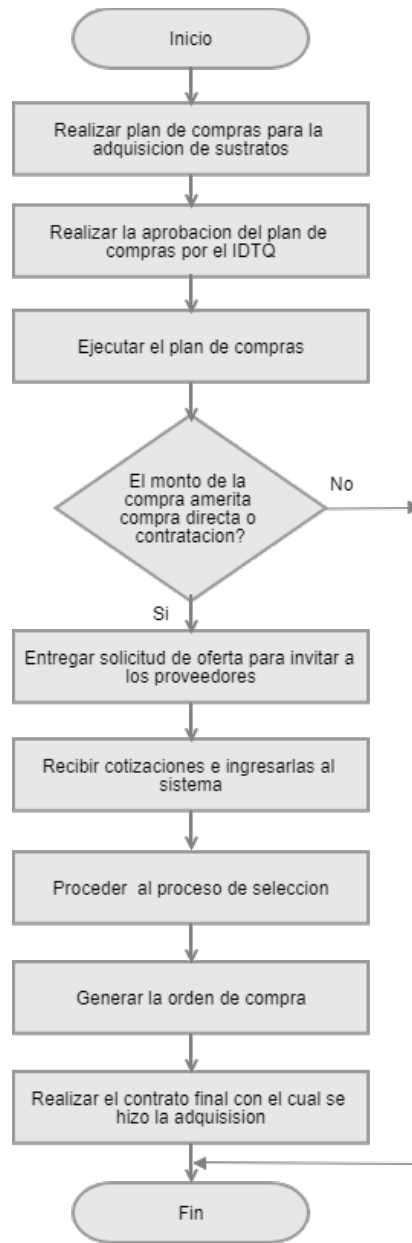 Inicio
Realizar plan de compras para la
adquisicion de sustratos
Realizar la aprobacion del plan de
compras por el IDTQ
Ejecutar el plan de compras
El monto de la
compra amerita
compra directa o
contratacion?
No
Si
Entregar solicitud de oferta para invitar a
los proveedores
Recibir cotizaciones e ingresarlas al
sistema
Proceder al proceso de seleccion
Generar la orden de compra
Realizar el contrato final con el cual se
hizo la adquisision
Fin